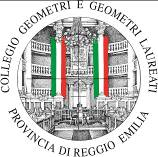 COLLEGIO GEOMETRI E GEOMETRI LAUREATI
PROVINCIA DI REGGIO EMILIA